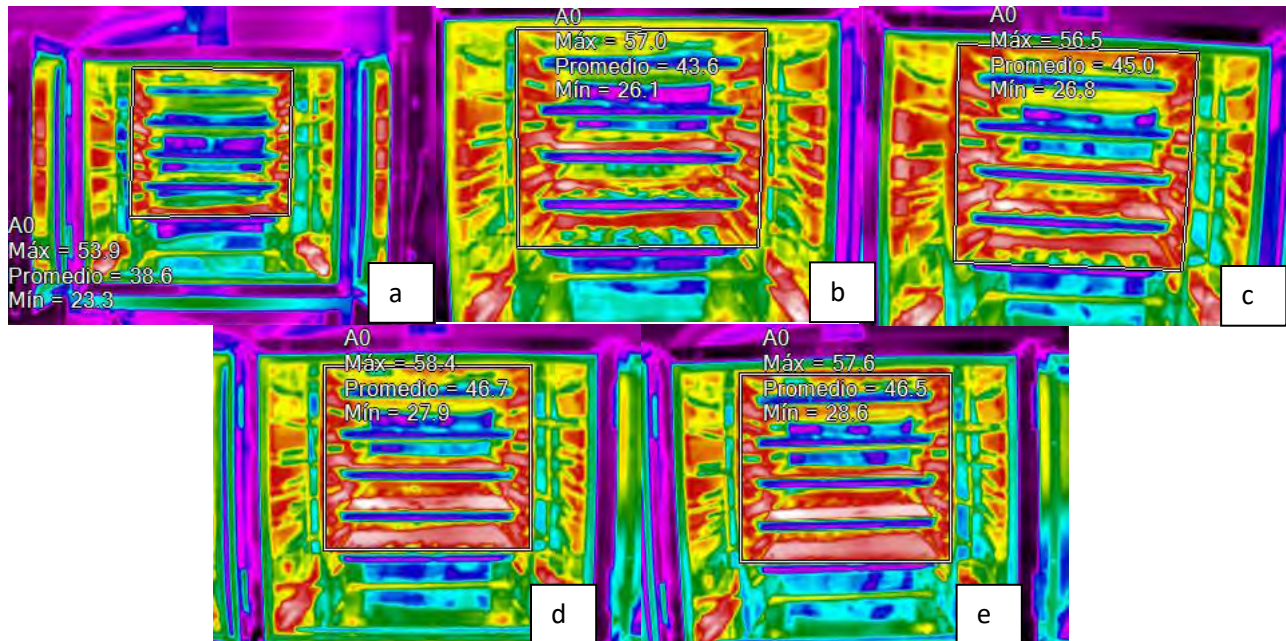 A0
Máx = 53.9
Promedio = 38.6
Mín = 23.3
a
A0
Máx = 57.0
Promedio = 43.6
Mín = 26.1
b
A0
Máx = 56.5
Promedio = 45.0
Mín = 26.8
c
A0
Máx = 58.4
Promedio = 46.7
Mín = 27.9
d
A0
Máx = 57.6
Promedio = 46.5
Mín = 28.6
e